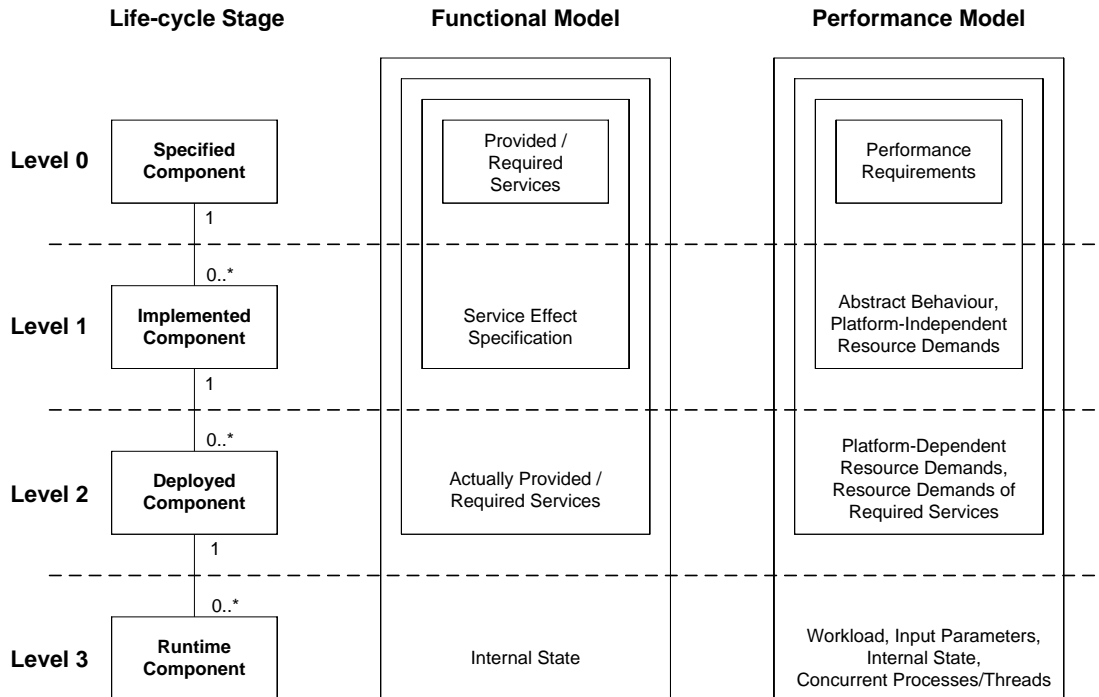 Life-cycle Stage Functional Model Performance Model
Level 0
Specified
Component
Provided /
Required
Services
Performance
Requirements
1
0..*
Level 1
Implemented
Component
Service Effect
Specification
Abstract Behaviour,
Platform-Independent
Resource Demands
1
0..*
Level 2
Deployed
Component
Actually Provided /
Required Services
Platform-Dependent
Resource Demands,
Resource Demands of
Required Services
1
0..*
Level 3
Runtime
Component
Internal State
Workload, Input Parameters,
Internal State,
Concurrent Processes/Threads